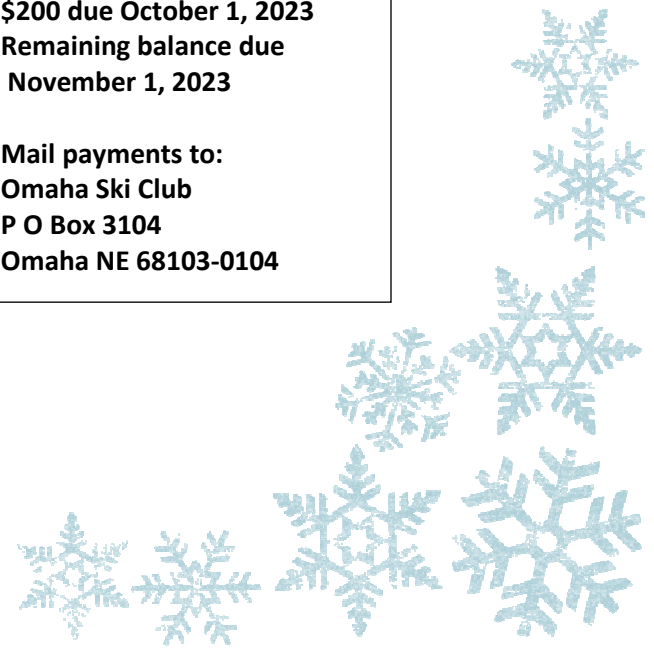 $200 due October 1, 2023
Remaining balance due
November 1, 2023
Mail payments to:
Omaha Ski Club
P O Box 3104
Omaha NE 68103-0104